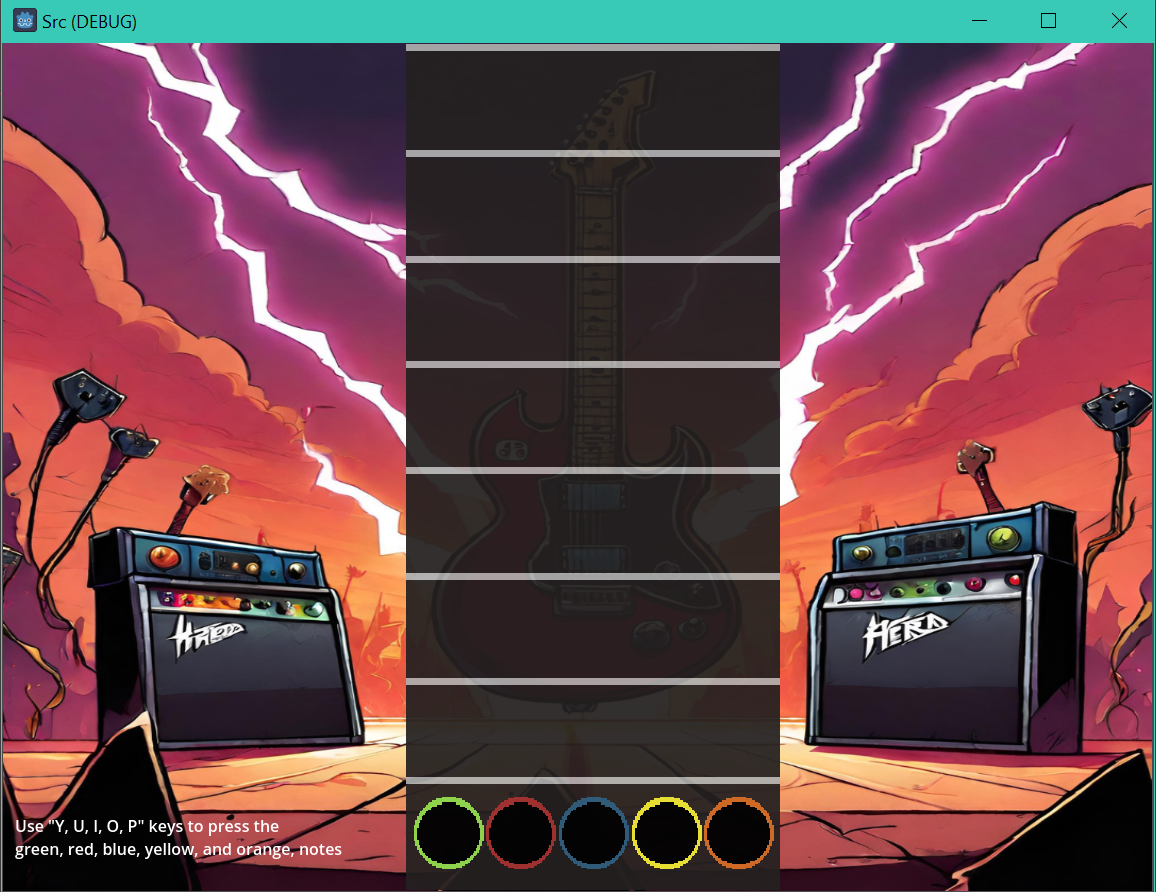 Src (DEBUG)
HERO
Use "Y, U, I, O, P" keys to press the
green, red, blue, yellow, and orange, notes